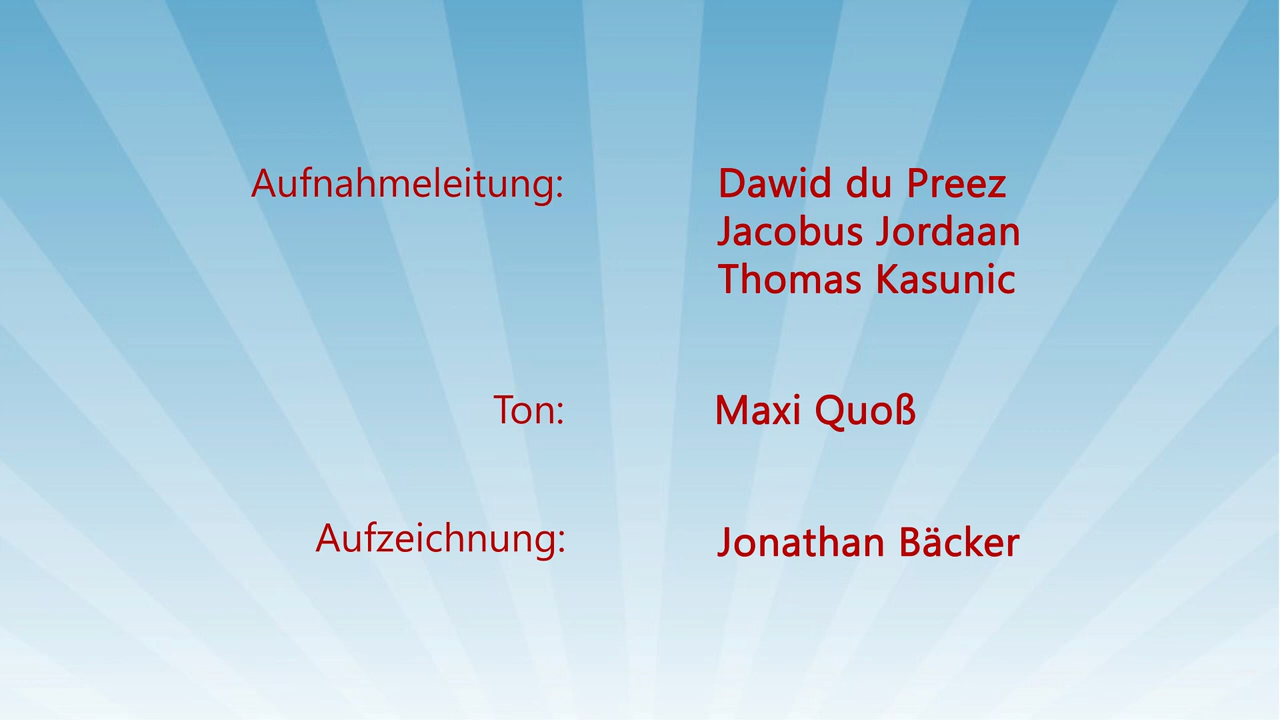 Aufnahmeleitung: Dawid du Preez
Jacobus Jordaan
Thomas Kasunic
Ton: Maxi Quoß
Aufzeichnung: Jonathan Bäcker